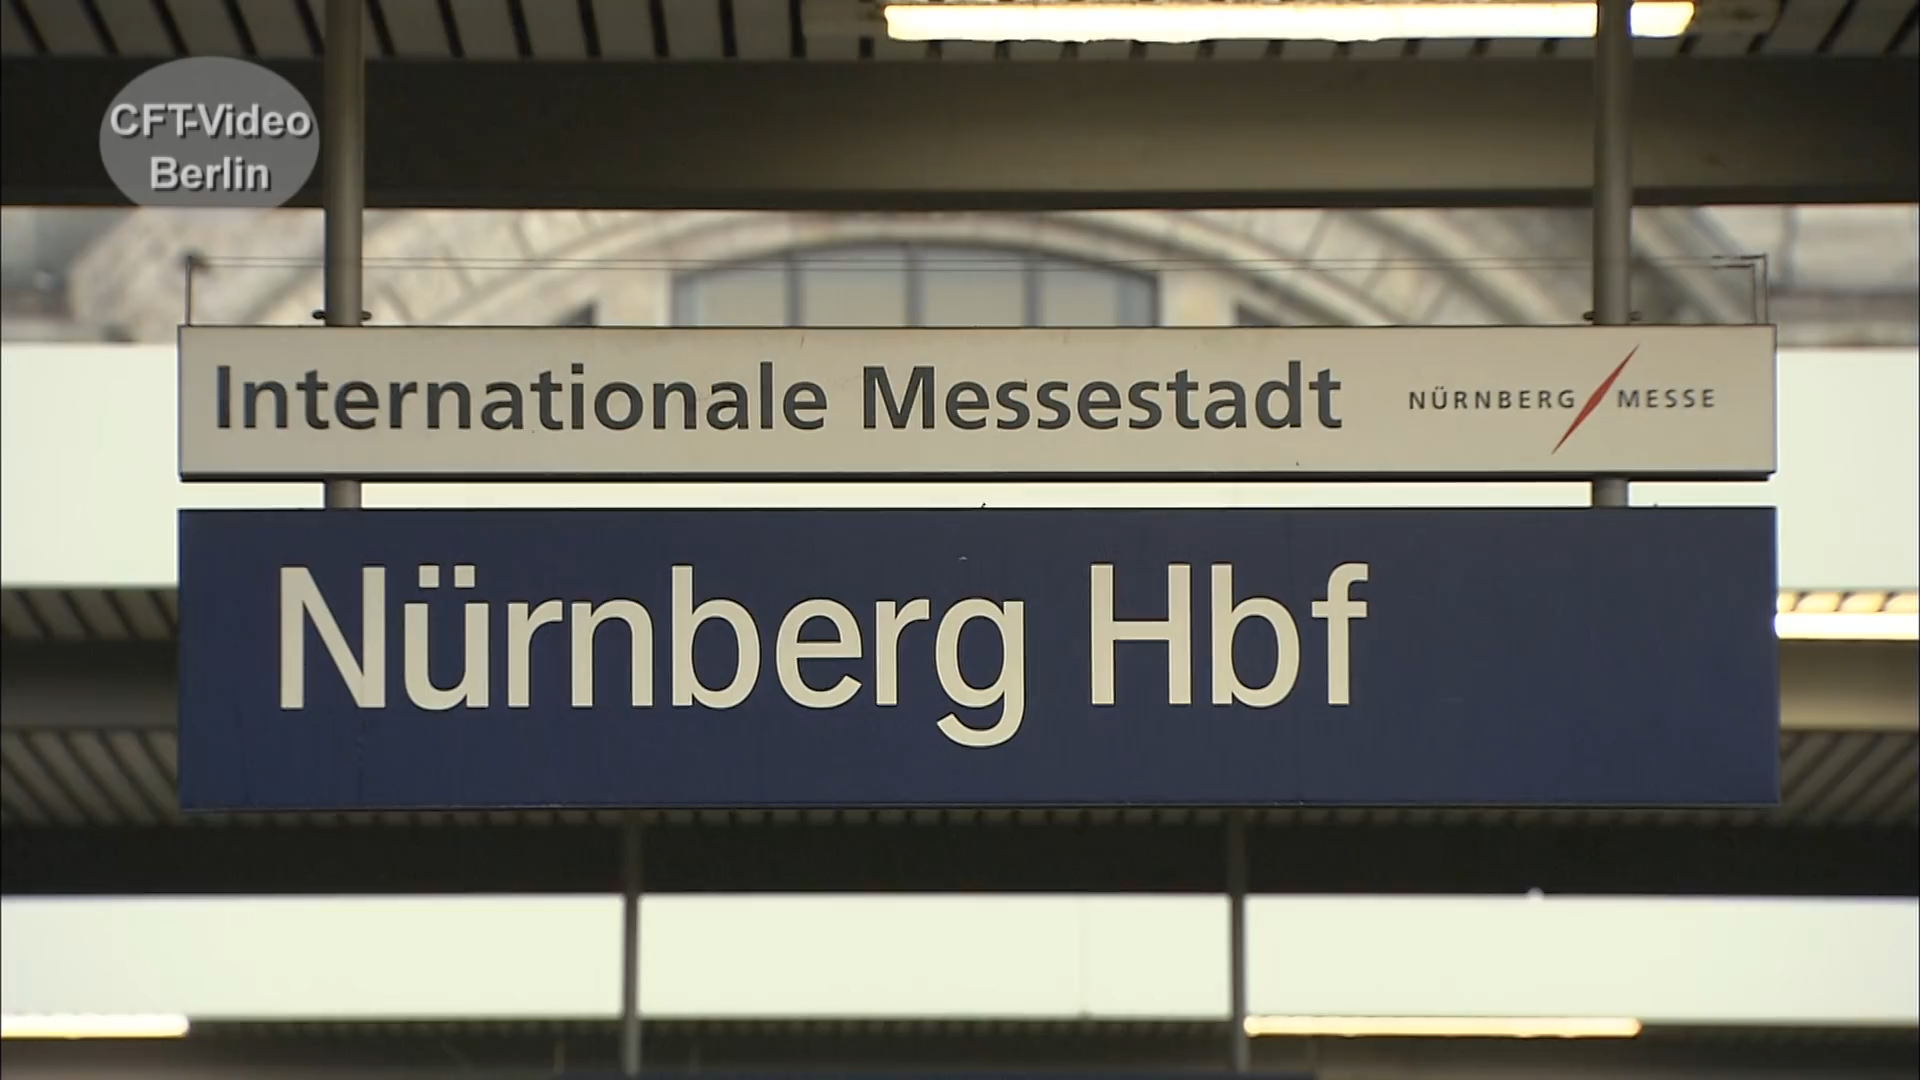 CFT-Video
Berlin
Internationale Messestadt
NÜRNBERG MESSE
Nürnberg Hbf